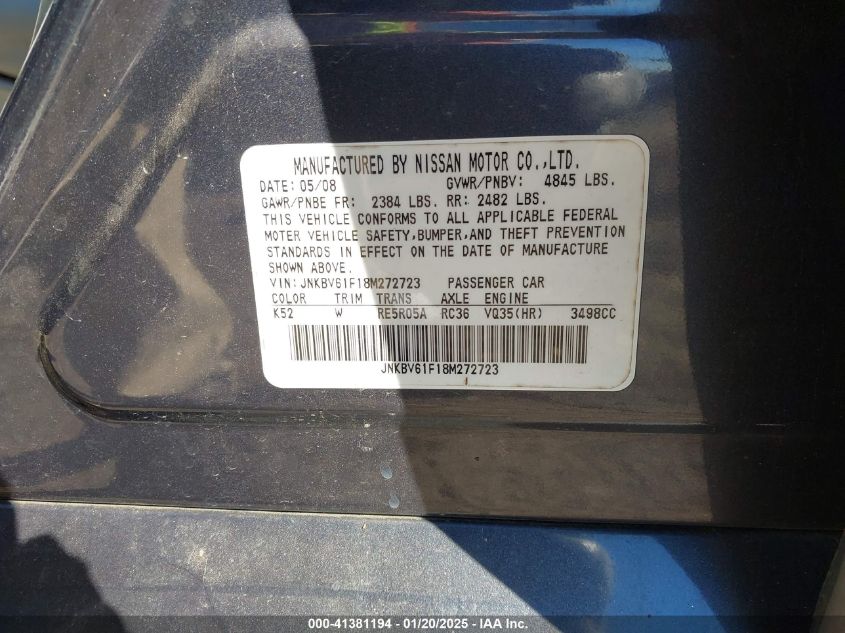 MANUFACTURED BY NISSAN MOTOR CO.,LTD.
DATE: 05/08 GVWR/PNBV: 4845 LBS.
GAWR/PNBE FR: 2384 LBS. RR: 2482 LBS.
THIS VEHICLE CONFORMS TO ALL APPLICABLE FEDERAL
MOTER VEHICLE SAFETY,BUMPER,AND THEFT PREVENTION
STANDARDS IN EFFECT ON THE DATE OF MANUFACTURE
SHOWN ABOVE.
VIN: JNKBV61F18M272723 PASSENGER CAR
COLOR TRIM TRANS AXLE ENGINE
K52 W RE5R05A RC36 VQ35(HR) 3498CC
JNKBV61F18M272723
000-41381194 - 01/20/2025 - IAA Inc.